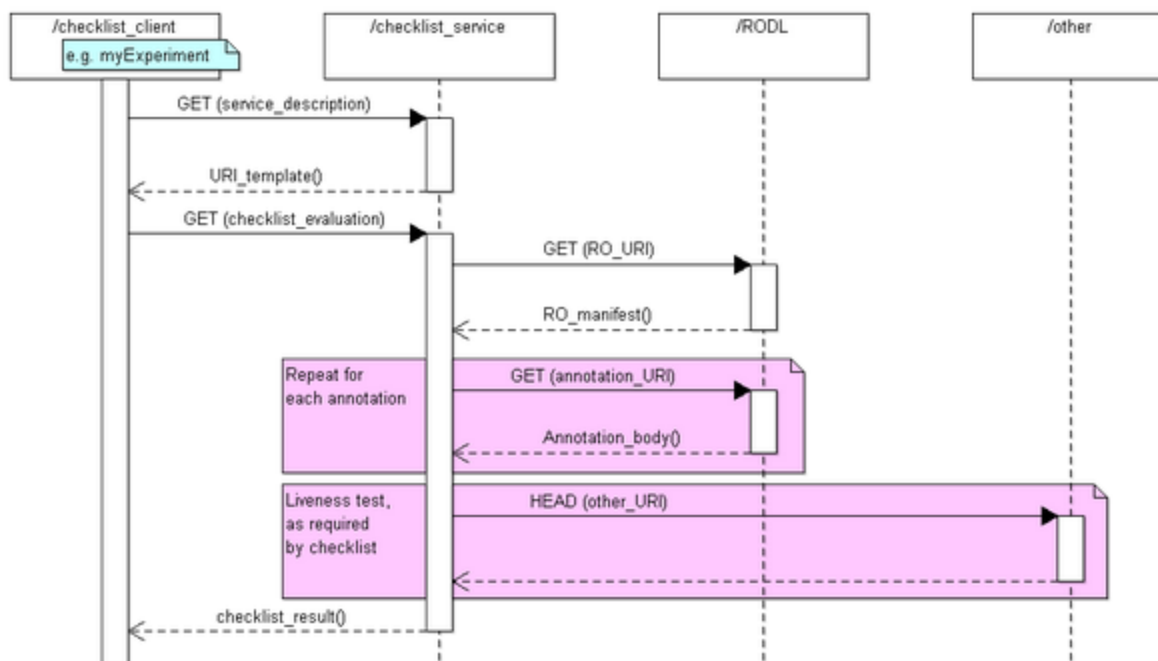 /checklist_client
/checklist_service
/RODL
/other
e.g. myExperiment
GET (service_description)
URI_template()
GET (checklist_evaluation)
GET (RO_URI)
RO_manifest()
Repeat for
each annotation
GET (annotation_URI)
Annotation_body()
Liveness test,
as required
by checklist
HEAD (other_URI)
checklist_result()